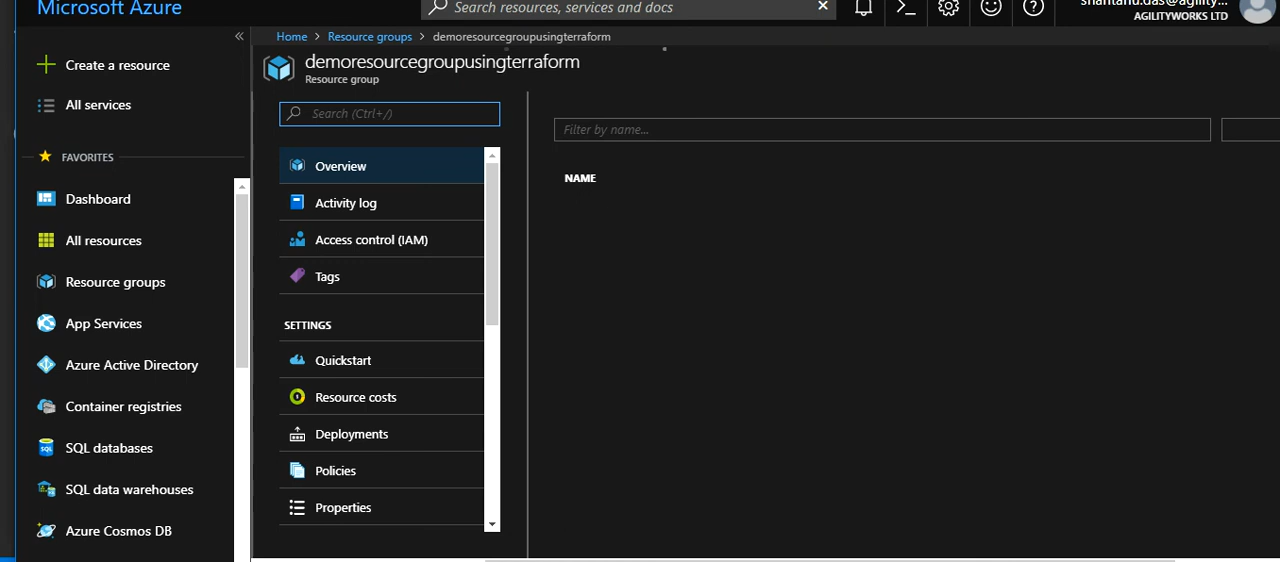 Microsoft Azure
Search resources, services and docs
shantanu.das@agility...
AGILITYWORKS LTD
Home > Resource groups > demoresourcegroupusingterraform
demoresourcegroupusingterraform
Resource group
Create a resource
All services
FAVORITES
Dashboard
All resources
Resource groups
App Services
Azure Active Directory
Container registries
SQL databases
SQL data warehouses
Azure Cosmos DB
Search (Ctrl+/)
Overview
Activity log
Access control (IAM)
Tags
SETTINGS
Quickstart
Resource costs
Deployments
Policies
Properties
Filter by name...
NAME